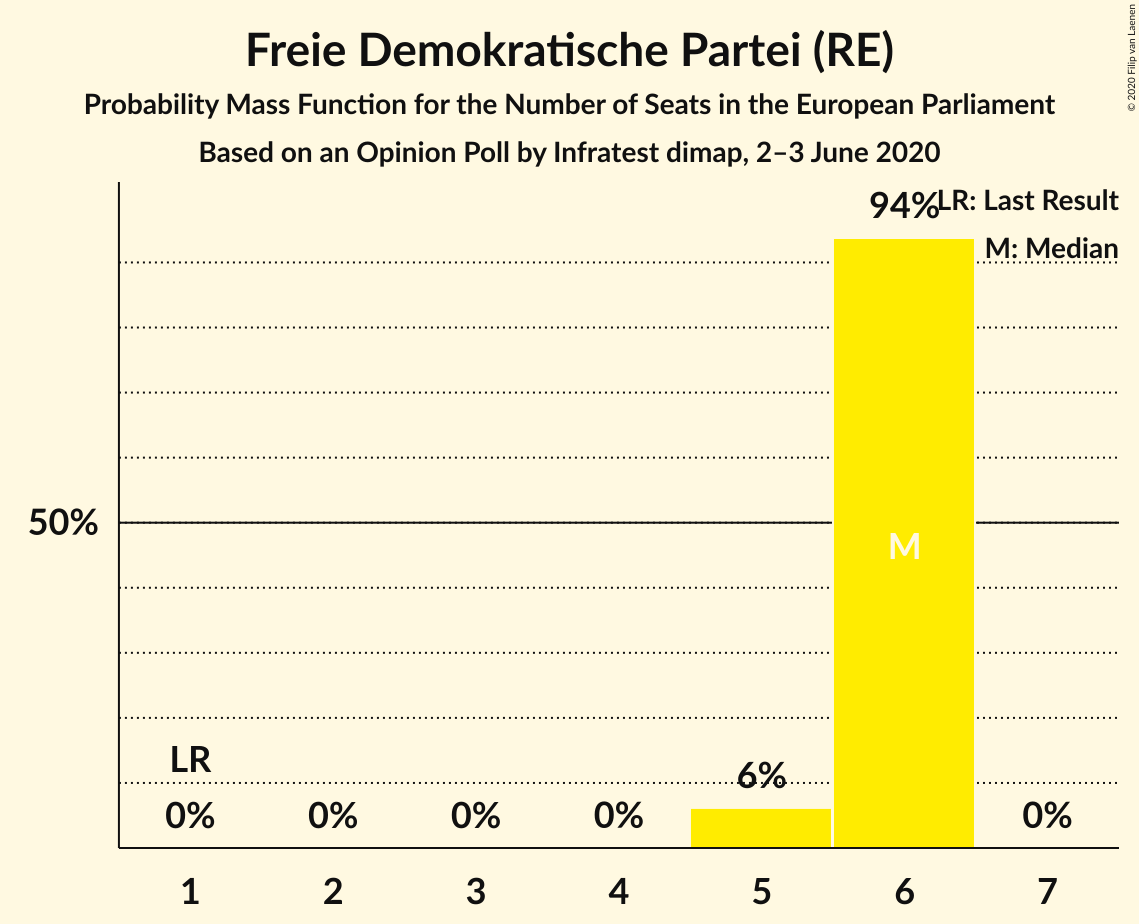 © 2020 Filip van Laenen
Freie Demokratische Partei (RE)
Probability Mass Function for the Number of Seats in the European Parliament
Based on an Opinion Poll by Infratest dimap, 2–3 June 2020
94%
LR: Last Result
M: Median
50%
M
LR
6%
0% 0% 0% 0% 0%
1 2 3 4 5 6 7